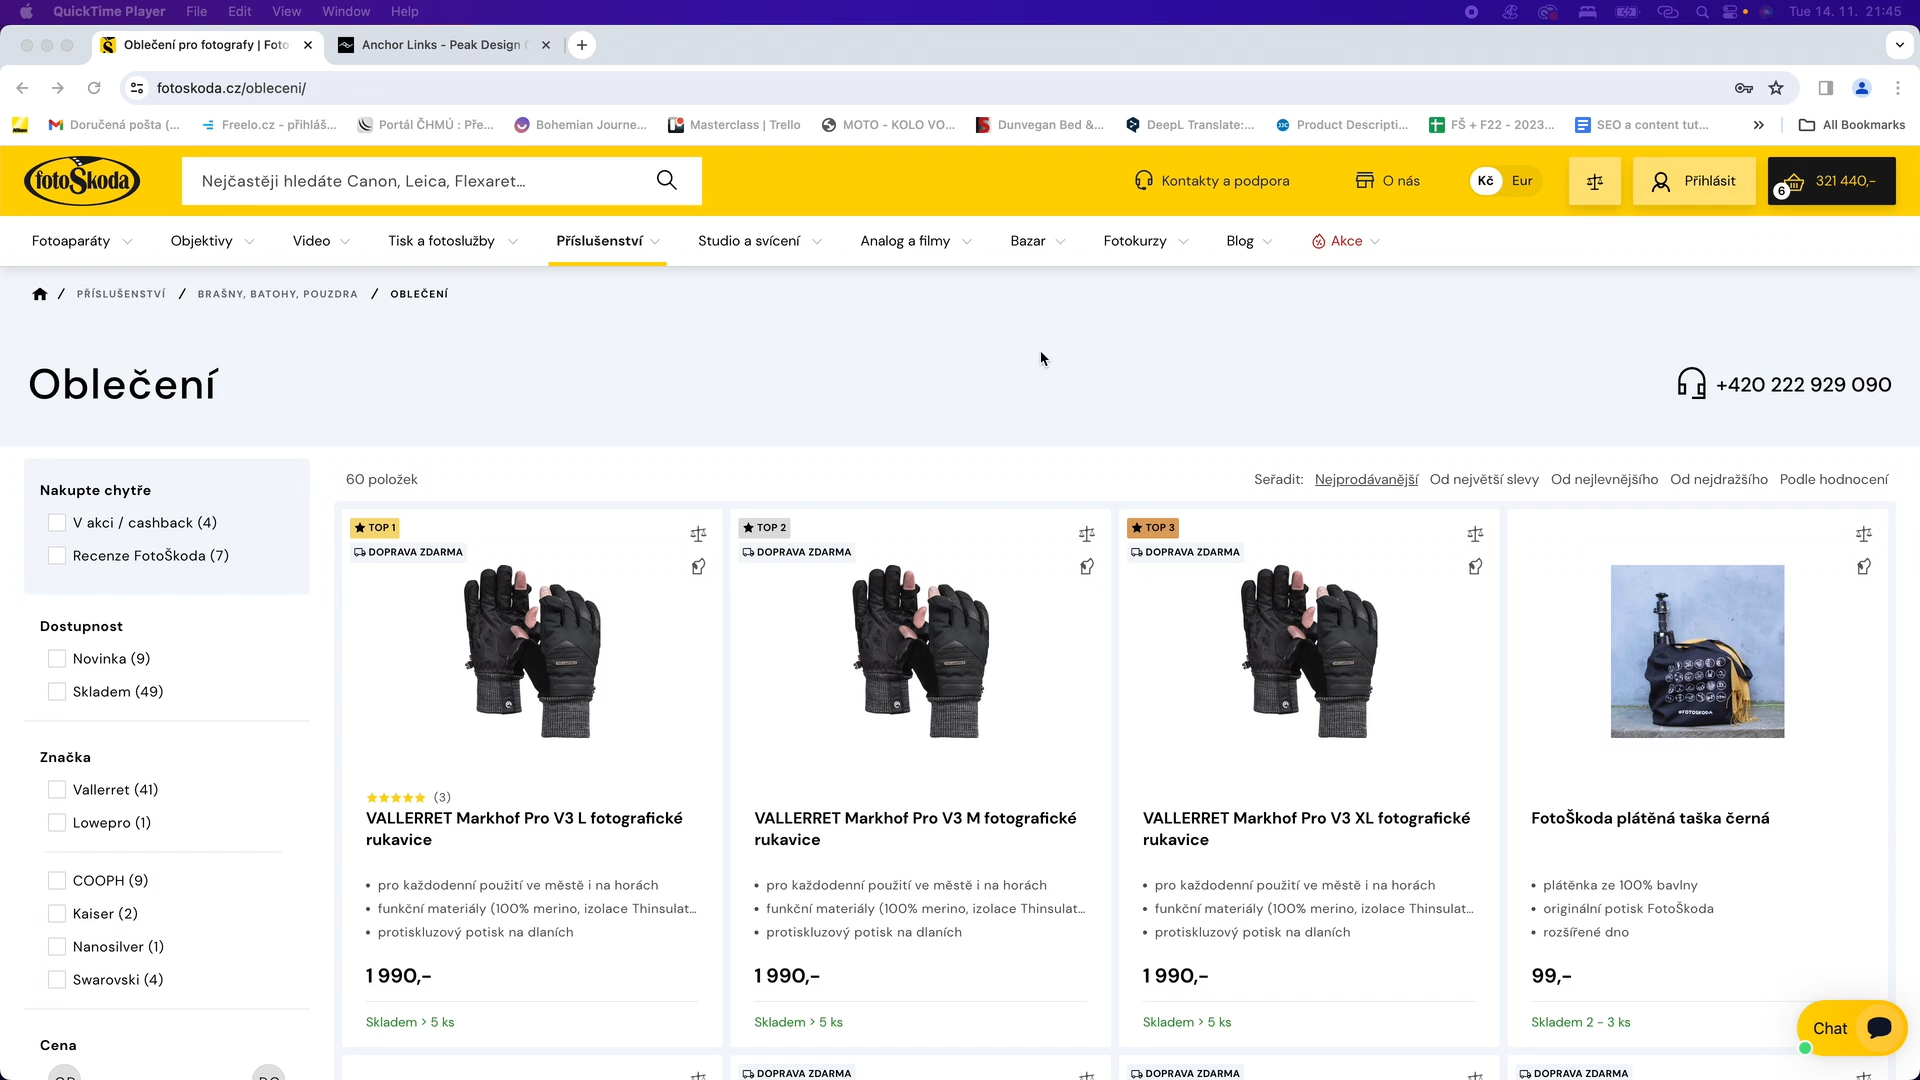 QuickTime Player File Edit View Window Help Tue 14. 11. 21:45
Oblečení pro fotografy | Foto
Anchor Links - Peak Design
fotoskoda.cz/obleceni/
Doručená pošta (...
Freelo.cz - přihláš...
Portál ČHMÚ : Pře...
Bohemian Journe...
Masterclass | Trello
MOTO - KOLO VO...
Dunvegan Bed &...
DeepL Translate:...
Product Descripti...
FŠ + F22 - 2023...
SEO a content tut...
All Bookmarks
fotoŠkoda
Nejčastěji hledáte Canon, Leica, Flexaret...
Kontakty a podpora
O nás
Kč Eur
Přihlásit
6
321 440,-
Fotoaparáty
Objektivy
Video
Tisk a fotoslužby
Příslušenství
Studio a svícení
Analog a filmy
Bazar
Fotokurzy
Blog
Akce
/ PŘÍSLUŠENSTVÍ / BRAŠNY, BATOHY, POUZDRA / OBLEČENÍ
Oblečení
+420 222 929 090
Nakupte chytře
V akci / cashback (4)
Recenze FotoŠkoda (7)
Dostupnost
Novinka (9)
Skladem (49)
Značka
Vallerret (41)
Lowepro (1)
COOPH (9)
Kaiser (2)
Nanosilver (1)
Swarovski (4)
Cena
60 položek
Seřadit: Nejprodávanější Od největší slevy Od nejlevnějšího Od nejdražšího Podle hodnocení
TOP 1
DOPRAVA ZDARMA
(3)
VALLERRET Markhof Pro V3 L fotografické
rukavice
• pro každodenní použití ve městě i na horách
• funkční materiály (100% merino, izolace Thinsulat...
• protiskluzový potisk na dlaních
1 990,-
Skladem > 5 ks
TOP 2
DOPRAVA ZDARMA
VALLERRET Markhof Pro V3 M fotografické
rukavice
• pro každodenní použití ve městě i na horách
• funkční materiály (100% merino, izolace Thinsulat...
• protiskluzový potisk na dlaních
1 990,-
Skladem > 5 ks
TOP 3
DOPRAVA ZDARMA
VALLERRET Markhof Pro V3 XL fotografické
rukavice
• pro každodenní použití ve městě i na horách
• funkční materiály (100% merino, izolace Thinsulat...
• protiskluzový potisk na dlaních
1 990,-
Skladem > 5 ks
#FOTOSKODA
FotoŠkoda plátěná taška černá
• plátěnka ze 100% bavlny
• originální potisk FotoŠkoda
• rozšířené dno
99,-
Skladem 2 - 3 ks
DOPRAVA ZDARMA
DOPRAVA ZDARMA
DOPRAVA ZDARMA
Chat